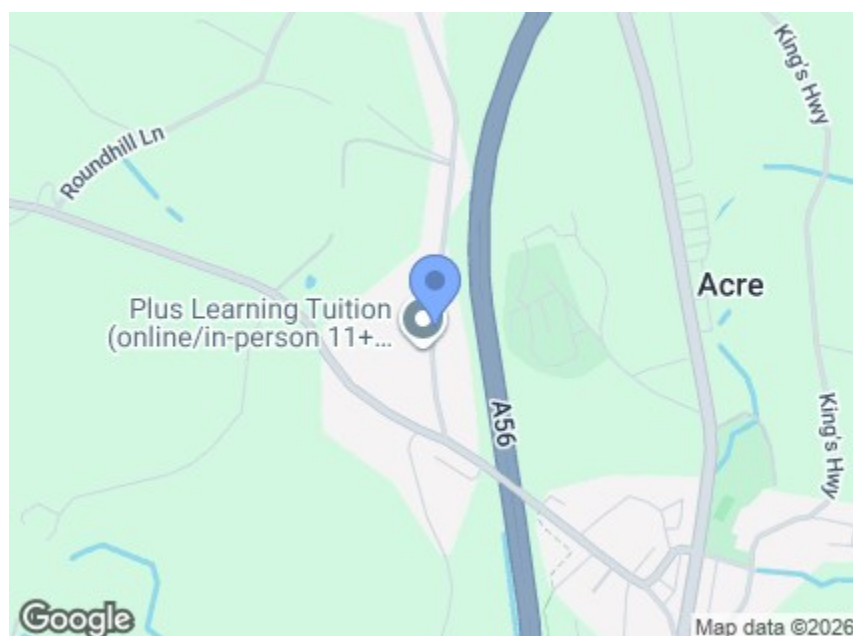 King's Hwy
Roundhill Ln
Acre
Plus Learning Tuition
(online/in-person 11+...
A56
King's Hwy
Google
Map data ©2026